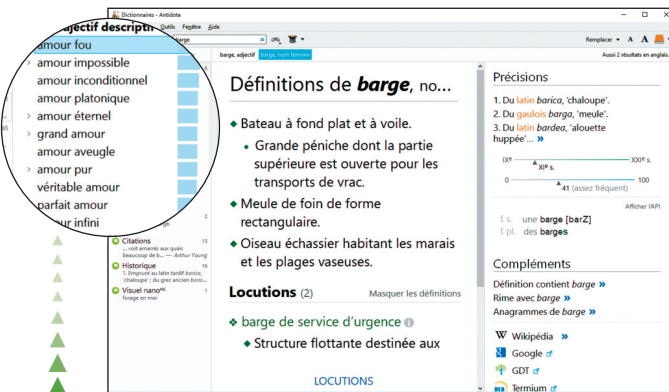 Dictionnaires - Antidote
Outils Fenêtre Aide
barge
Remplacer A A
barge, adjectif barge, nom féminin
Aussi 2 résultats en anglais.
adjectif descripti
amour fou
amour impossible
amour inconditionnel
amour platonique
amour éternel
grand amour
amour aveugle
amour pur
véritable amour
parfait amour
ur infini
2
Citations 13
... voit amarrés aux quais
beaucoup de b... — Arthur Young
Historique 16
1. Emprunt au latin tardif barica,
'chaloupe' ; du grec ancien baris...
Visuel nanoMC 1
forage en mer
Définitions de barge, no...
Bateau à fond plat et à voile.
Grande péniche dont la partie
supérieure est ouverte pour les
transports de vrac.
Meule de foin de forme
rectangulaire.
Oiseau échassier habitant les marais
et les plages vaseuses.
Locutions (2) Masquer les définitions
barge de service d'urgence
Structure flottante destinée aux
LOCUTIONS
Précisions
1. Du latin barica, 'chaloupe'.
2. Du gaulois barga, 'meule'.
3. Du latin bardea, 'alouette
huppée'... »
IXe XXIe s.
XIe s.
0 100
41 (assez fréquent)
Afficher l'API
f. s. une barge [barZ]
f. pl. des barges
Compléments
Définition contient barge »
Rime avec barge »
Anagrammes de barge »
Wikipédia »
Google
GDT
Termium